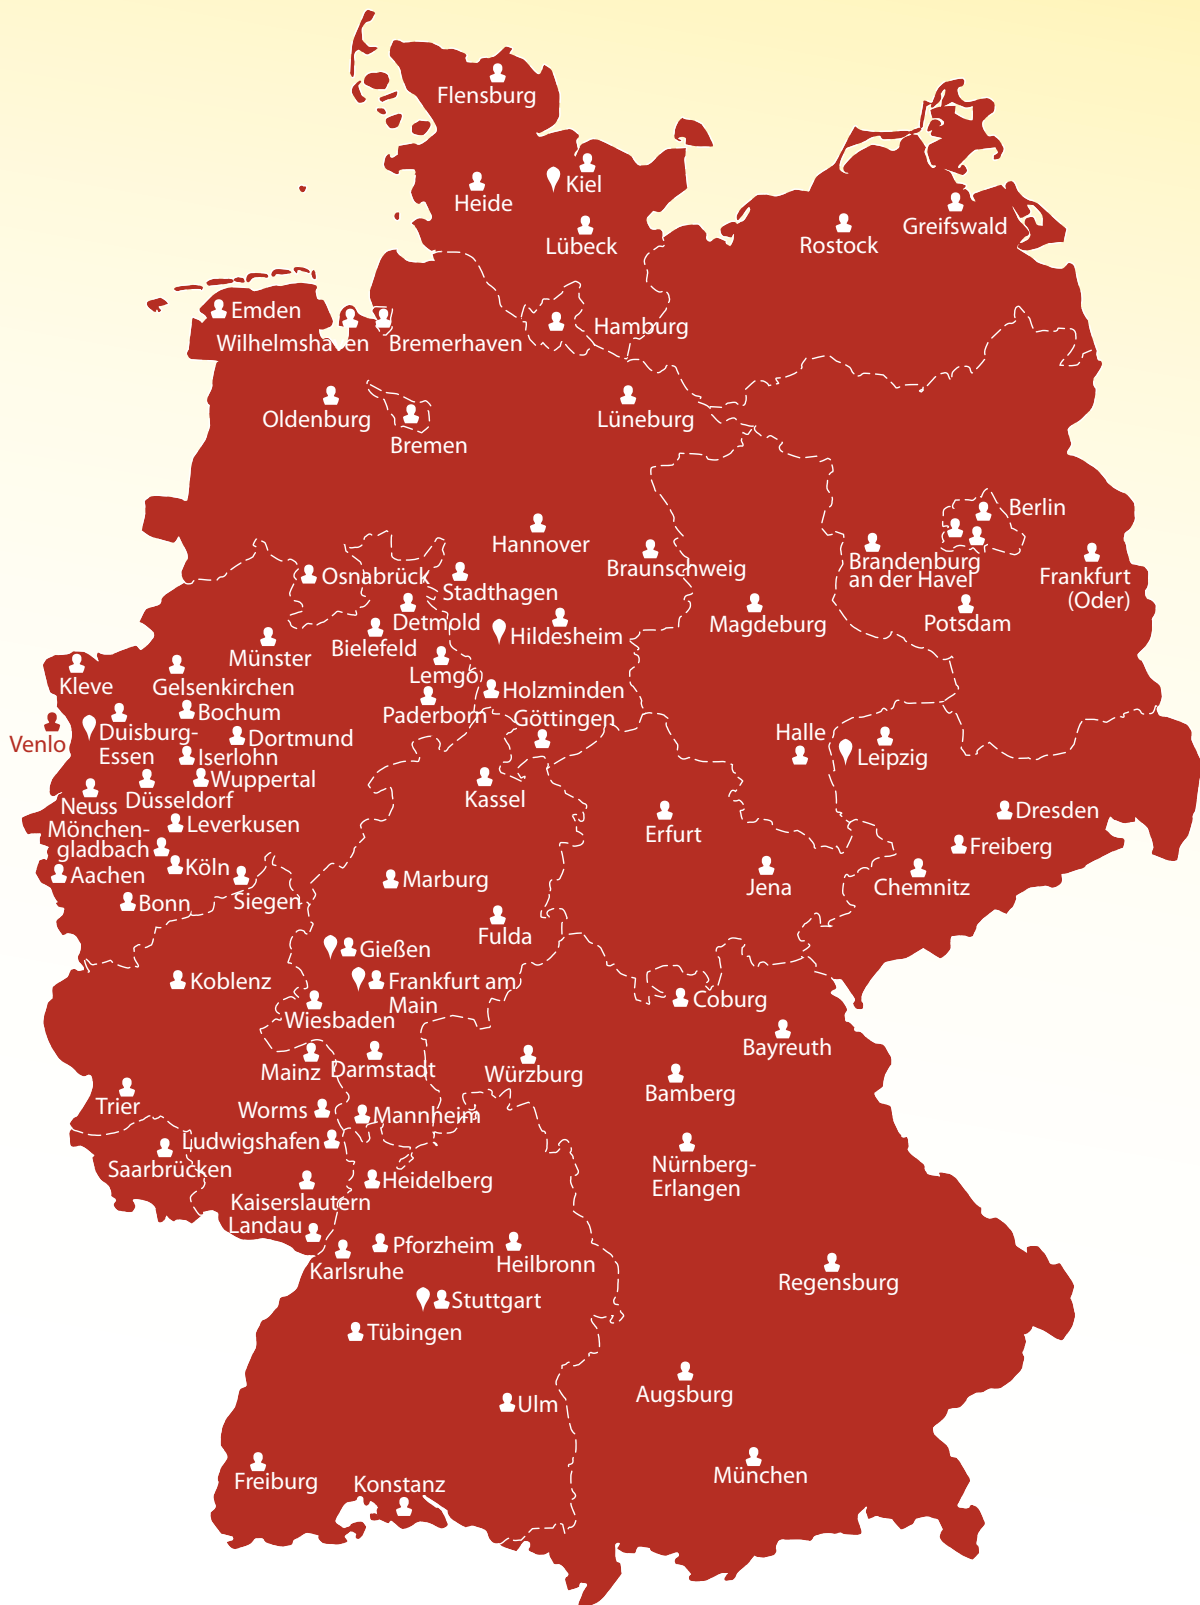 Flensburg
Kiel
Heide
Lübeck
Greifswald
Rostock
Emden
Wilhelmshaven
Bremerhaven
Hamburg
Oldenburg
Lüneburg
Bremen
Berlin
Hannover
Braunschweig
Brandenburg
an der Havel
Frankfurt
(Oder)
Osnabrück
Stadthagen
Potsdam
Magdeburg
Detmold
Hildesheim
Bielefeld
Münster
Lemgo
Kleve
Gelsenkirchen
Holzminden
Paderborn
Bochum
Göttingen
Venlo
Duisburg-
Essen
Dortmund
Iserlohn
Halle
Leipzig
Wuppertal
Kassel
Neuss
Düsseldorf
Mönchen-
gladbach
Leverkusen
Erfurt
Dresden
Freiberg
Aachen
Köln
Siegen
Marburg
Jena
Chemnitz
Bonn
Fulda
Gießen
Koblenz
Frankfurt am
Main
Coburg
Wiesbaden
Bayreuth
Mainz
Darmstadt
Würzburg
Bamberg
Trier
Worms
Mannheim
Ludwigshafen
Saarbrücken
Nürnberg-
Erlangen
Heidelberg
Kaiserslautern
Landau
Pforzheim
Heilbronn
Karlsruhe
Regensburg
Stuttgart
Tübingen
Augsburg
Ulm
Freiburg
Konstanz
München